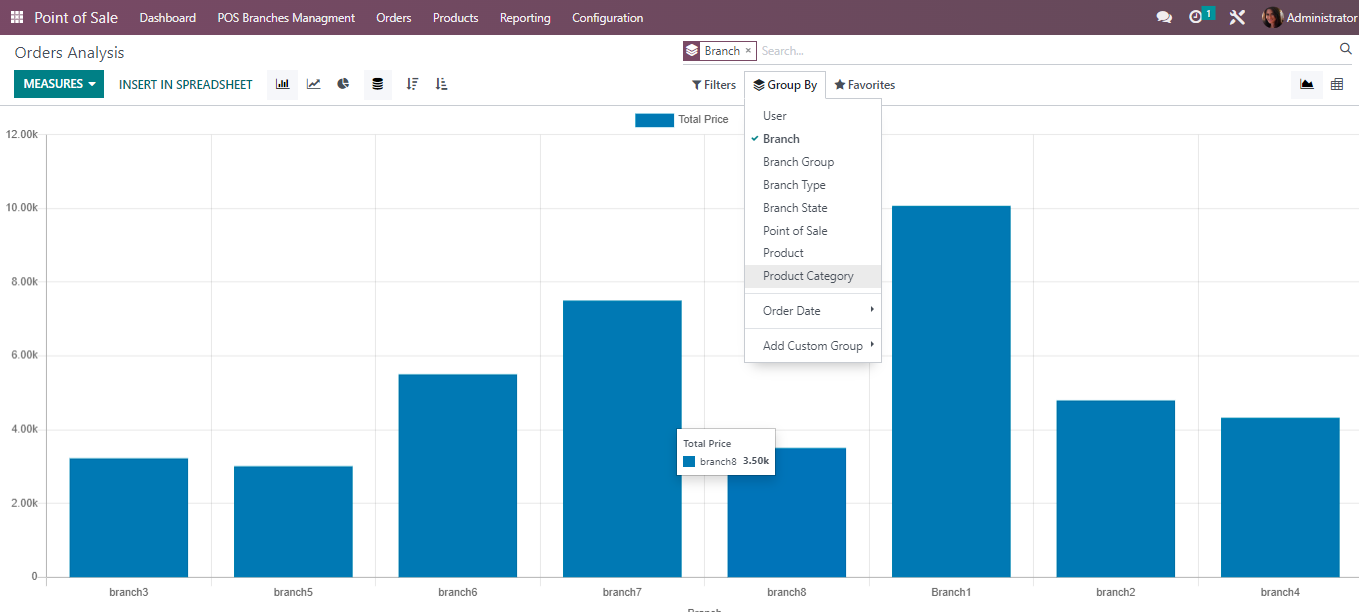 Point of Sale Dashboard POS Branches Managment Orders Products Reporting Configuration 1 Administrator
Orders Analysis
Branch × Search...
MEASURES INSERT IN SPREADSHEET
Filters Group By Favorites
User
Branch
Branch Group
Branch Type
Branch State
Point of Sale
Product
Product Category
Order Date
Add Custom Group
Total Price
12.00k
10.00k
8.00k
6.00k
4.00k
2.00k
0
Total Price
branch8 3.50k
branch3 branch5 branch6 branch7 branch8 Branch1 branch2 branch4
Branch